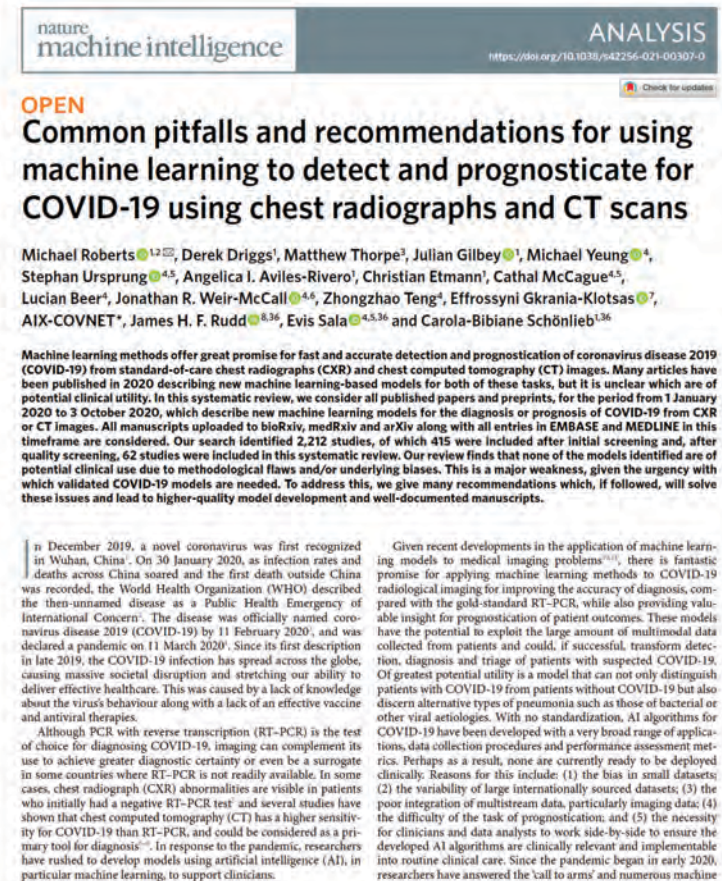 nature
machine intelligence
ANALYSIS
https://doi.org/10.1038/s42256-021-00307-0
Check for updates
OPEN
Common pitfalls and recommendations for using
machine learning to detect and prognosticate for
COVID-19 using chest radiographs and CT scans
Michael Roberts 1,2✉, Derek Driggs1, Matthew Thorpe3, Julian Gilbey 1, Michael Yeung 4,
Stephan Ursprung 4,5, Angelica I. Aviles-Rivero1, Christian Etmann1, Cathal McCague4,5,
Lucian Beer4, Jonathan R. Weir-McCall 4,6, Zhongzhao Teng4, Effrossyni Gkrania-Klotsas 7,
AIX-COVNET*, James H. F. Rudd 8,36, Evis Sala 4,5,36 and Carola-Bibiane Schönlieb1,36
Machine learning methods offer great promise for fast and accurate detection and prognostication of coronavirus disease 2019
(COVID-19) from standard-of-care chest radiographs (CXR) and chest computed tomography (CT) images. Many articles have
been published in 2020 describing new machine learning-based models for both of these tasks, but it is unclear which are of
potential clinical utility. In this systematic review, we consider all published papers and preprints, for the period from 1 January
2020 to 3 October 2020, which describe new machine learning models for the diagnosis or prognosis of COVID-19 from CXR
or CT images. All manuscripts uploaded to bioRxiv, medRxiv and arXiv along with all entries in EMBASE and MEDLINE in this
timeframe are considered. Our search identified 2,212 studies, of which 415 were included after initial screening and, after
quality screening, 62 studies were included in this systematic review. Our review finds that none of the models identified are of
potential clinical use due to methodological flaws and/or underlying biases. This is a major weakness, given the urgency with
which validated COVID-19 models are needed. To address this, we give many recommendations which, if followed, will solve
these issues and lead to higher-quality model development and well-documented manuscripts.
In December 2019, a novel coronavirus was first recognized
in Wuhan, China1. On 30 January 2020, as infection rates and
deaths across China soared and the first death outside China
was recorded, the World Health Organization (WHO) described
the then-unnamed disease as a Public Health Emergency of
International Concern2. The disease was officially named coro-
navirus disease 2019 (COVID-19) by 11 February 2020, and was
declared a pandemic on 11 March 2020. Since its first description
in late 2019, the COVID-19 infection has spread across the globe,
causing massive societal disruption and stretching our ability to
deliver effective healthcare. This was caused by a lack of knowledge
about the virus's behaviour along with a lack of an effective vaccine
and antiviral therapies.
Although PCR with reverse transcription (RT–PCR) is the test
of choice for diagnosing COVID-19, imaging can complement its
use to achieve greater diagnostic certainty or even be a surrogate
in some countries where RT–PCR is not readily available. In some
cases, chest radiograph (CXR) abnormalities are visible in patients
who initially had a negative RT–PCR test and several studies have
shown that chest computed tomography (CT) has a higher sensitiv-
ity for COVID-19 than RT–PCR, and could be considered as a pri-
mary tool for diagnosis. In response to the pandemic, researchers
have rushed to develop models using artificial intelligence (AI), in
particular machine learning, to support clinicians.
Given recent developments in the application of machine learn-
ing models to medical imaging problems, there is fantastic
promise for applying machine learning methods to COVID-19
radiological imaging for improving the accuracy of diagnosis, com-
pared with the gold-standard RT–PCR, while also providing valu-
able insight for prognostication of patient outcomes. These models
have the potential to exploit the large amount of multimodal data
collected from patients and could, if successful, transform detec-
tion, diagnosis and triage of patients with suspected COVID-19.
Of greatest potential utility is a model that can not only distinguish
patients with COVID-19 from patients without COVID-19 but also
discern alternative types of pneumonia such as those of bacterial or
other viral aetiologies. With no standardization, AI algorithms for
COVID-19 have been developed with a very broad range of applica-
tions, data collection procedures and performance assessment met-
rics. Perhaps as a result, none are currently ready to be deployed
clinically. Reasons for this include: (1) the bias in small datasets;
(2) the variability of large internationally sourced datasets; (3) the
poor integration of multistream data, particularly imaging data; (4)
the difficulty of the task of prognostication; and (5) the necessity
for clinicians and data analysts to work side-by-side to ensure the
developed AI algorithms are clinically relevant and implementable
into routine clinical care. Since the pandemic began in early 2020,
researchers have answered the 'call to arms' and numerous machine